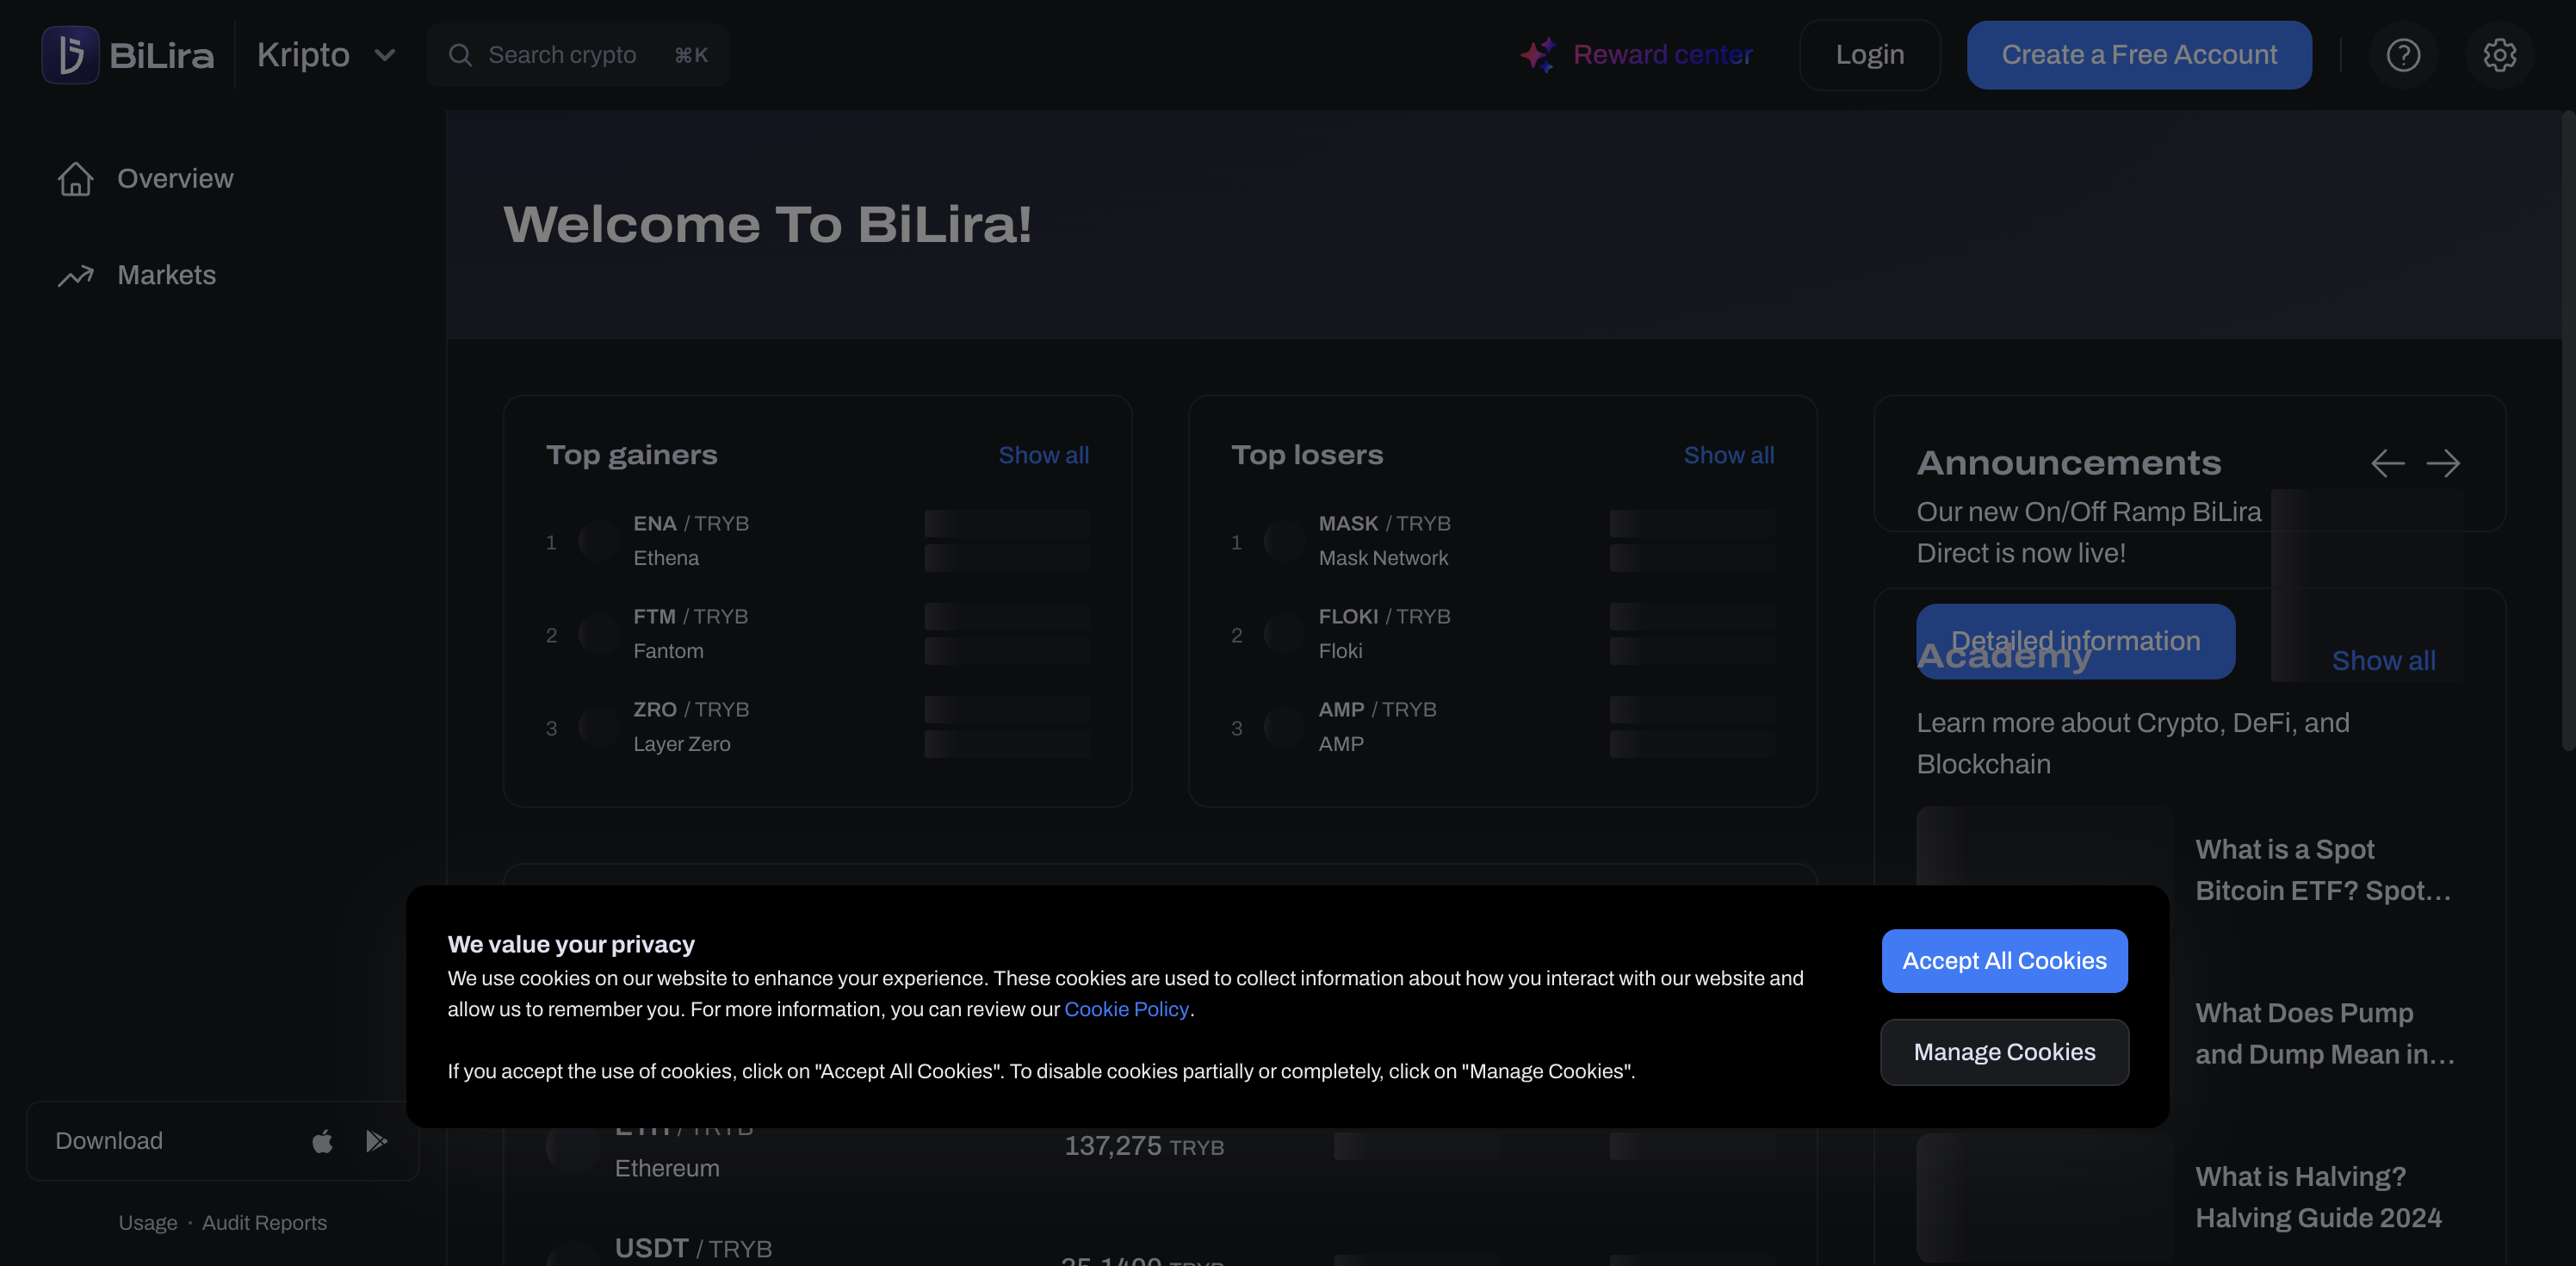 BiLira
Kripto
Search crypto
⌘K
Reward center
Login
Create a Free Account
Overview
Markets
Welcome To BiLira!
Top gainers
Show all
1
ENA / TRYB
Ethena
2
FTM / TRYB
Fantom
3
ZRO / TRYB
Layer Zero
Top losers
Show all
1
MASK / TRYB
Mask Network
2
FLOKI / TRYB
Floki
3
AMP / TRYB
AMP
Announcements
Our new On/Off Ramp BiLira
Direct is now live!
Detailed information
Academy
Show all
Learn more about Crypto, DeFi, and
Blockchain
What is a Spot
Bitcoin ETF? Spot...
What Does Pump
and Dump Mean in...
What is Halving?
Halving Guide 2024
We value your privacy
We use cookies on our website to enhance your experience. These cookies are used to collect information about how you interact with our website and
allow us to remember you. For more information, you can review our Cookie Policy.
If you accept the use of cookies, click on "Accept All Cookies". To disable cookies partially or completely, click on "Manage Cookies".
Accept All Cookies
Manage Cookies
ETH / TRYB
Ethereum
137,275 TRYB
USDT / TRYB
Download
Usage · Audit Reports